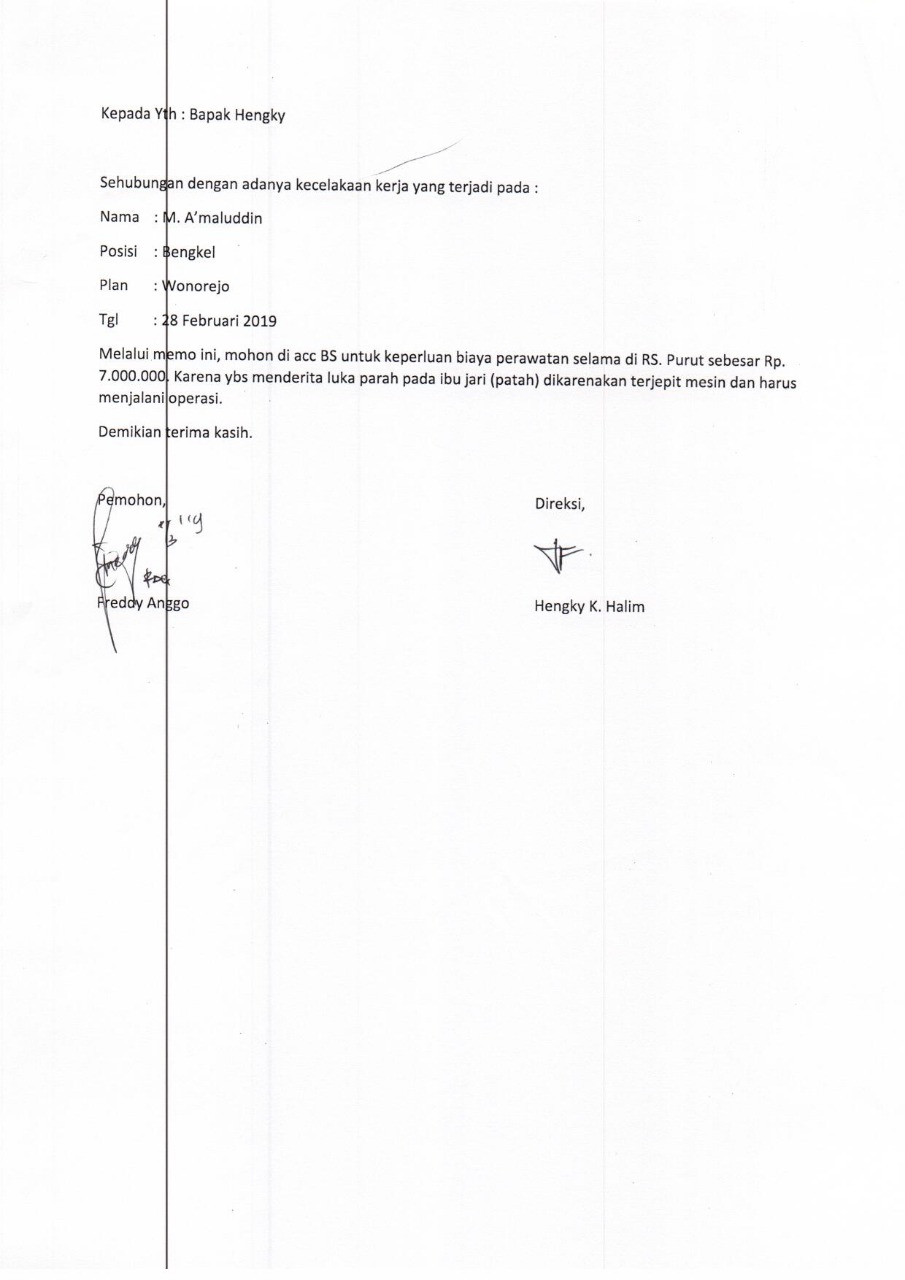 Kepada Yth : Bapak Hengky
Sehubungan dengan adanya kecelakaan kerja yang terjadi pada :
Nama : M. A'maluddin
Posisi : Bengkel
Plan : Wonorejo
Tgl : 28 Februari 2019
Melalui memo ini, mohon di acc BS untuk keperluan biaya perawatan selama di RS. Purut sebesar Rp.
7.000.000. Karena ybs menderita luka parah pada ibu jari (patah) dikarenakan terjepit mesin dan harus
menjalani operasi.
Demikian terima kasih.
Pemohon, Direksi,
Freddy Anggo Hengky K. Halim